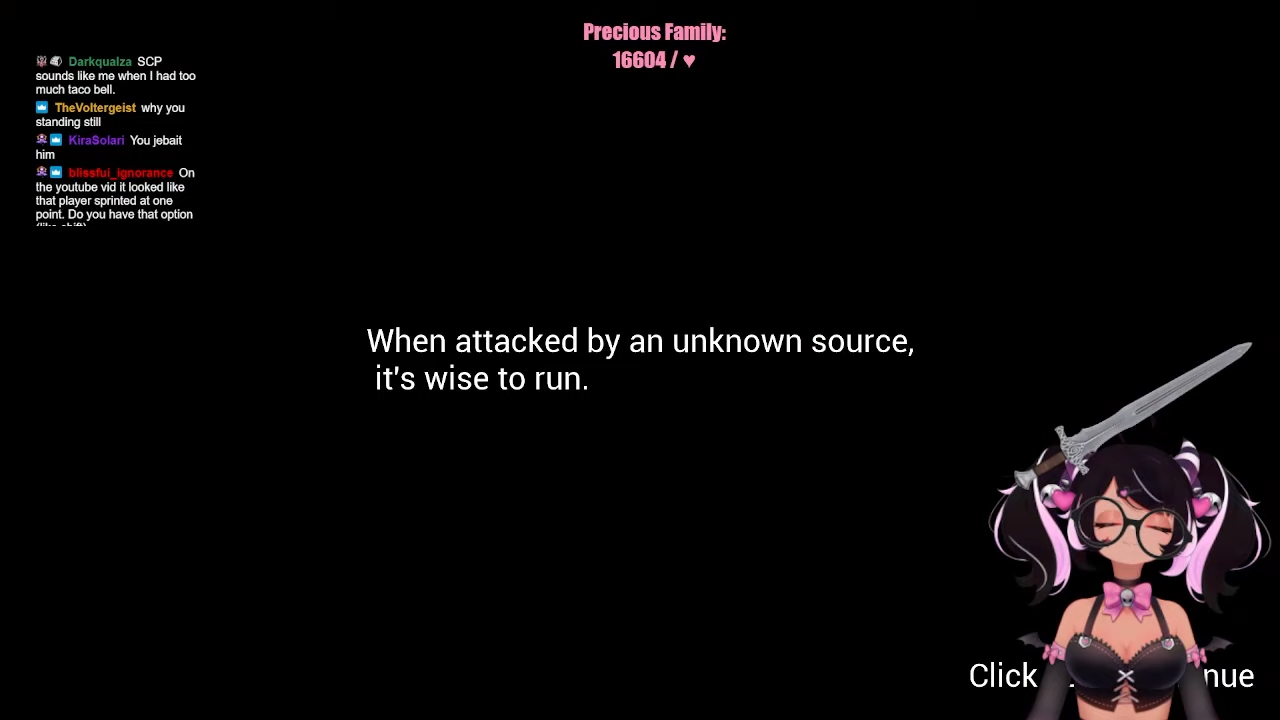 Precious Family:
16604 / ♥
Darkqualza SCP
sounds like me when I had too
much taco bell.
TheVoltergeist why you
standing still
KiraSolari You jebait
him
blissful_ignorance On
the youtube vid it looked like
that player sprinted at one
point. Do you have that option
When attacked by an unknown source,
it's wise to run.
Click nue